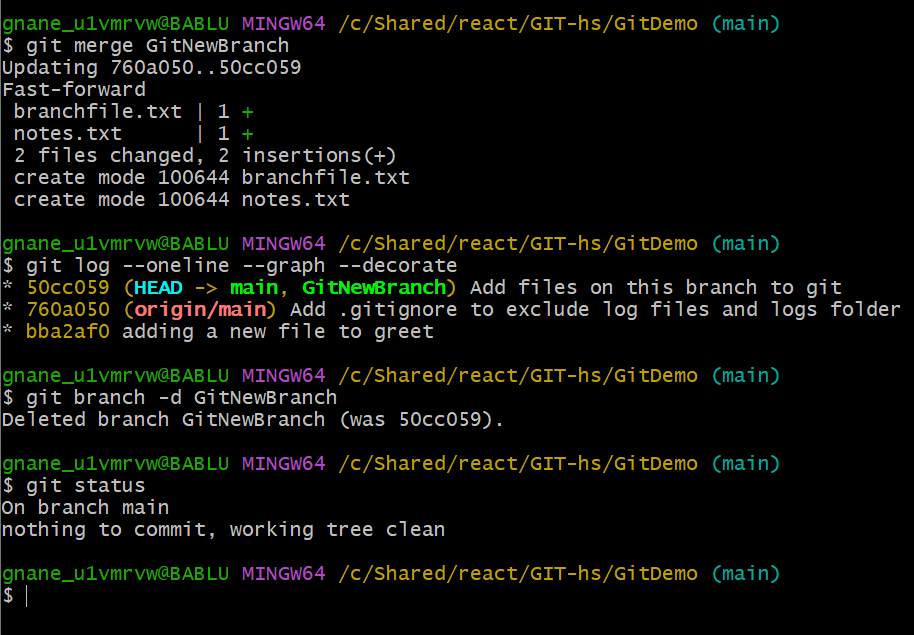 gnane_u1vmrvw@BABLU MINGW64 /c/Shared/react/GIT-hs/GitDemo (main)
$ git merge GitNewBranch
Updating 760a050..50cc059
Fast-forward
 branchfile.txt | 1 +
 notes.txt      | 1 +
 2 files changed, 2 insertions(+)
 create mode 100644 branchfile.txt
 create mode 100644 notes.txt

gnane_u1vmrvw@BABLU MINGW64 /c/Shared/react/GIT-hs/GitDemo (main)
$ git log --oneline --graph --decorate
* 50cc059 (HEAD -> main, GitNewBranch) Add files on this branch to git
* 760a050 (origin/main) Add .gitignore to exclude log files and logs folder
* bba2af0 adding a new file to greet

gnane_u1vmrvw@BABLU MINGW64 /c/Shared/react/GIT-hs/GitDemo (main)
$ git branch -d GitNewBranch
Deleted branch GitNewBranch (was 50cc059).

gnane_u1vmrvw@BABLU MINGW64 /c/Shared/react/GIT-hs/GitDemo (main)
$ git status
On branch main
nothing to commit, working tree clean

gnane_u1vmrvw@BABLU MINGW64 /c/Shared/react/GIT-hs/GitDemo (main)
$